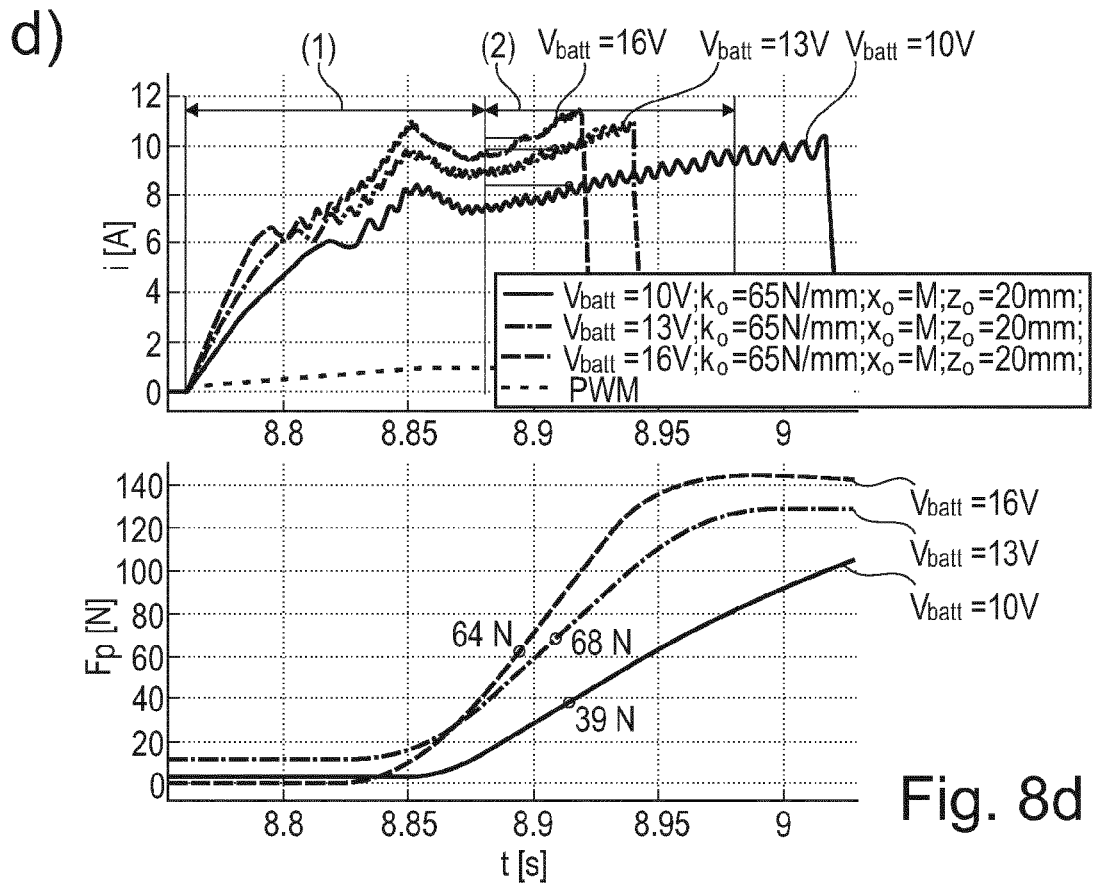 d)
(1) (2) Vbatt =16V Vbatt =13V Vbatt =10V
12
10
8
6
4
2
0
i [A]
Vbatt =10V;ko=65N/mm;xo=M;zo=20mm;
Vbatt =13V;ko=65N/mm;xo=M;zo=20mm;
Vbatt =16V;ko=65N/mm;xo=M;zo=20mm;
PWM
8.8 8.85 8.9 8.95 9
140
120
100
80
60
40
20
0
Fp [N]
Vbatt =16V
Vbatt =13V
Vbatt =10V
64 N
68 N
39 N
8.8 8.85 8.9 8.95 9
t [s]
Fig. 8d